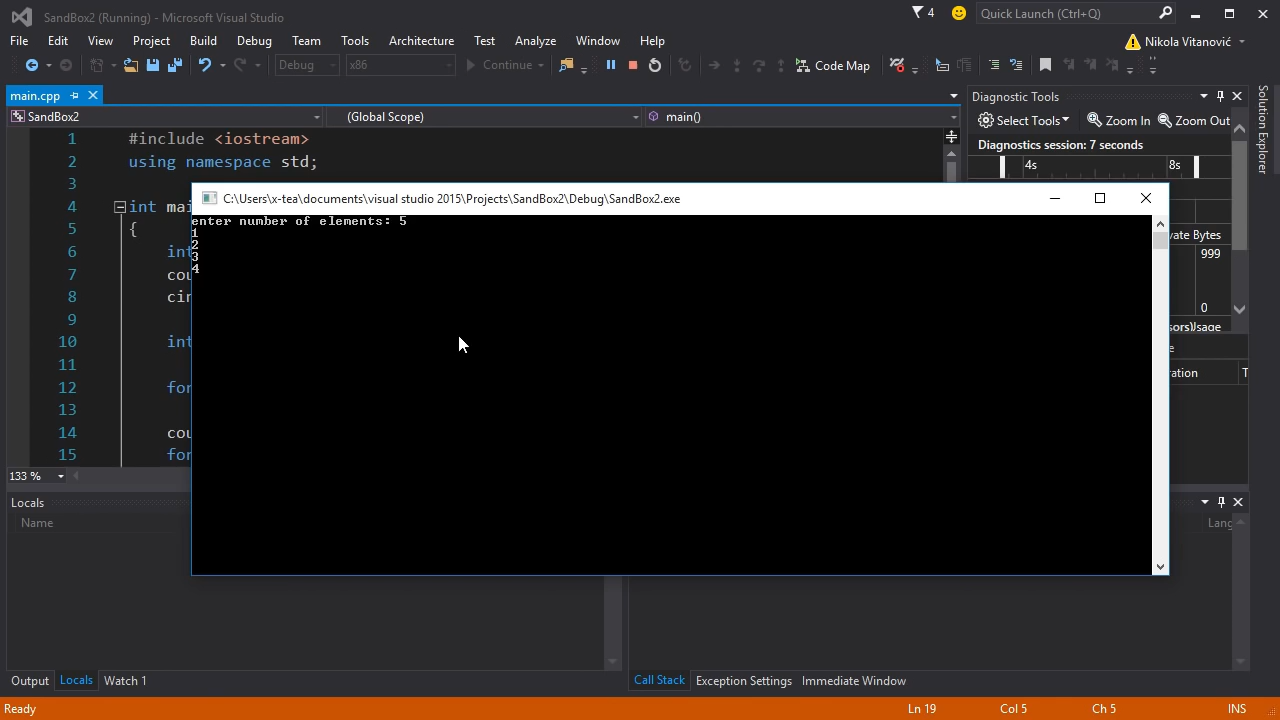 SandBox2 (Running) - Microsoft Visual Studio
4
Quick Launch (Ctrl+Q)
File Edit View Project Build Debug Team Tools Architecture Test Analyze Window Help
Nikola Vitanović
Debug x86 Continue Code Map
main.cpp
SandBox2 (Global Scope) main()
1 #include <iostream>
2 using namespace std;
3
4 int mai
5 {
6 int
7 cou
8 cin
9
10 int
11
12 for
13
14 cou
15 for
133 %
C:\Users\x-tea\documents\visual studio 2015\Projects\SandBox2\Debug\SandBox2.exe
enter number of elements: 5
1
2
3
4
Diagnostic Tools
Select Tools Zoom In Zoom Out
Diagnostics session: 7 seconds
4s 8s
vate Bytes
999
0
sors)
e
ration T
Solution Explorer
Locals
Name
Lang
Output Locals Watch 1
Call Stack Exception Settings Immediate Window
Ready Ln 19 Col 5 Ch 5 INS